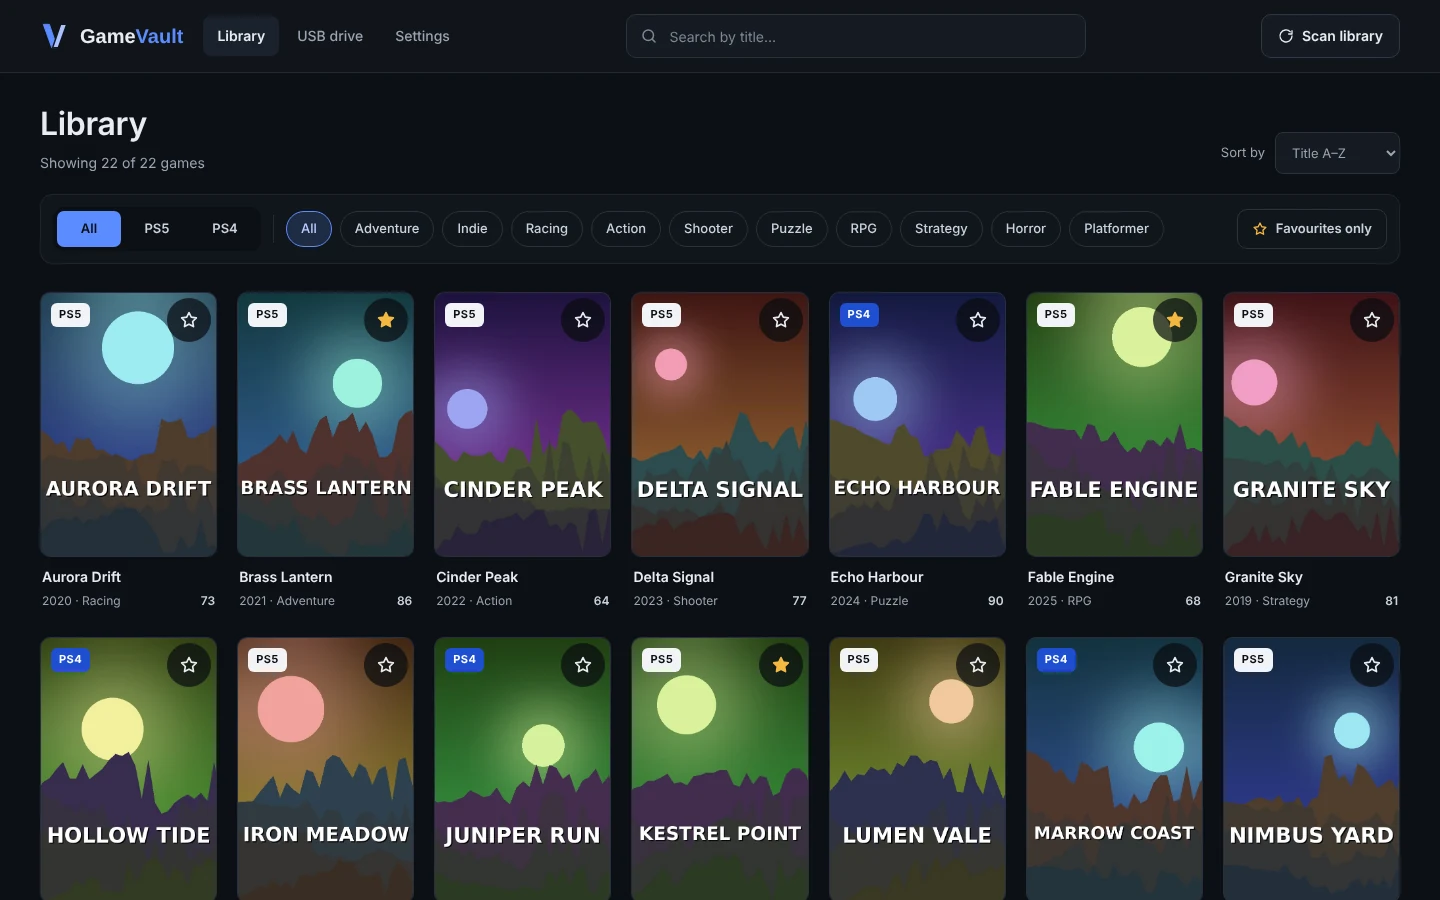 GameVault Library USB drive Settings Search by title... Scan library
Library
Showing 22 of 22 games
Sort by Title A–Z
All PS5 PS4 All Adventure Indie Racing Action Shooter Puzzle RPG Strategy Horror Platformer Favourites only
PS5 PS5 PS5 PS5 PS4 PS5 PS5
AURORA DRIFT BRASS LANTERN CINDER PEAK DELTA SIGNAL ECHO HARBOUR FABLE ENGINE GRANITE SKY
Aurora Drift Brass Lantern Cinder Peak Delta Signal Echo Harbour Fable Engine Granite Sky
2020 · Racing 73 2021 · Adventure 86 2022 · Action 64 2023 · Shooter 77 2024 · Puzzle 90 2025 · RPG 68 2019 · Strategy 81
PS4 PS5 PS4 PS5 PS5 PS4 PS5
HOLLOW TIDE IRON MEADOW JUNIPER RUN KESTREL POINT LUMEN VALE MARROW COAST NIMBUS YARD